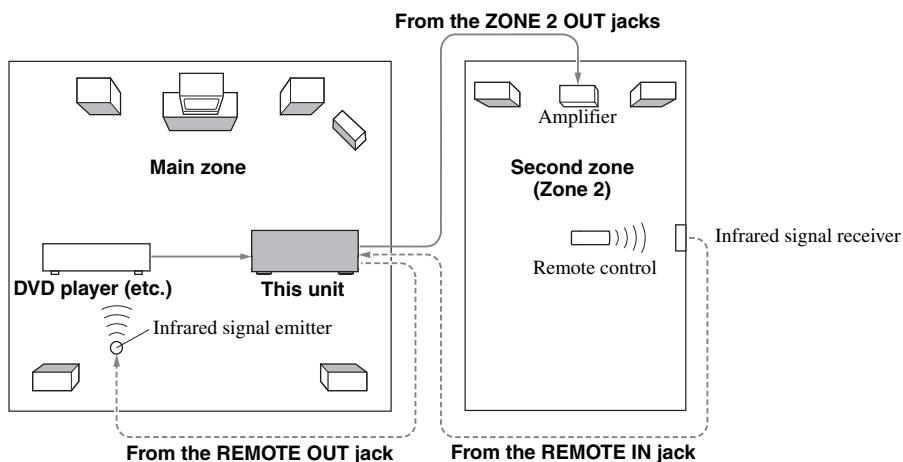 From the ZONE 2 OUT jacks
Amplifier
Main zone
Second zone
(Zone 2)
Infrared signal receiver
Remote control
DVD player (etc.)
This unit
Infrared signal emitter
From the REMOTE OUT jack
From the REMOTE IN jack